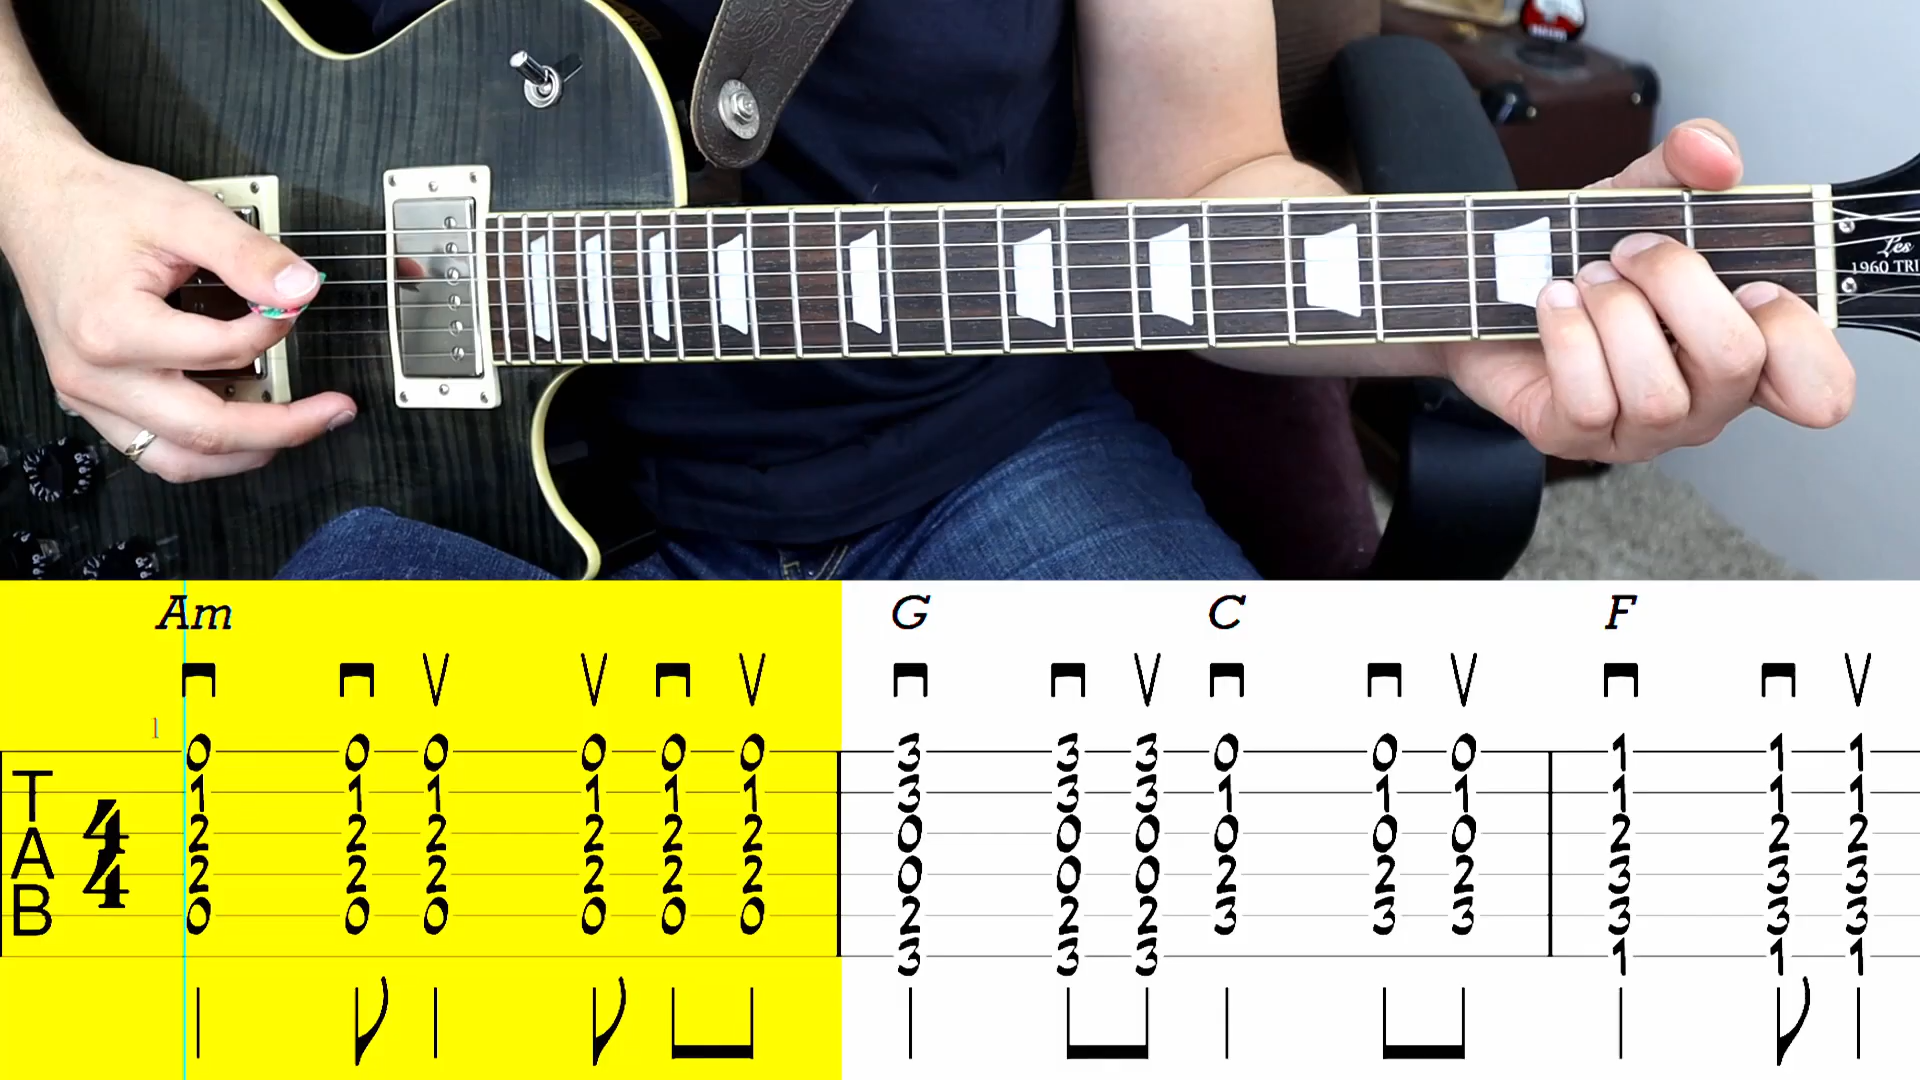 Les
1960 TRI
Am G C F
1
0 0 0 0 0 0 3 3 3 0 0 0 1 1 1
T 1 1 1 1 1 1 3 3 3 1 1 1 1 1 1
4 2 2 2 2 2 2 0 0 0 0 0 0 2 2 2
A 2 2 2 2 2 2 0 0 0 2 2 2 3 3 3
4
B 0 0 0 0 0 0 2 2 2 3 3 3 3 3 3
3 3 3 1 1 1